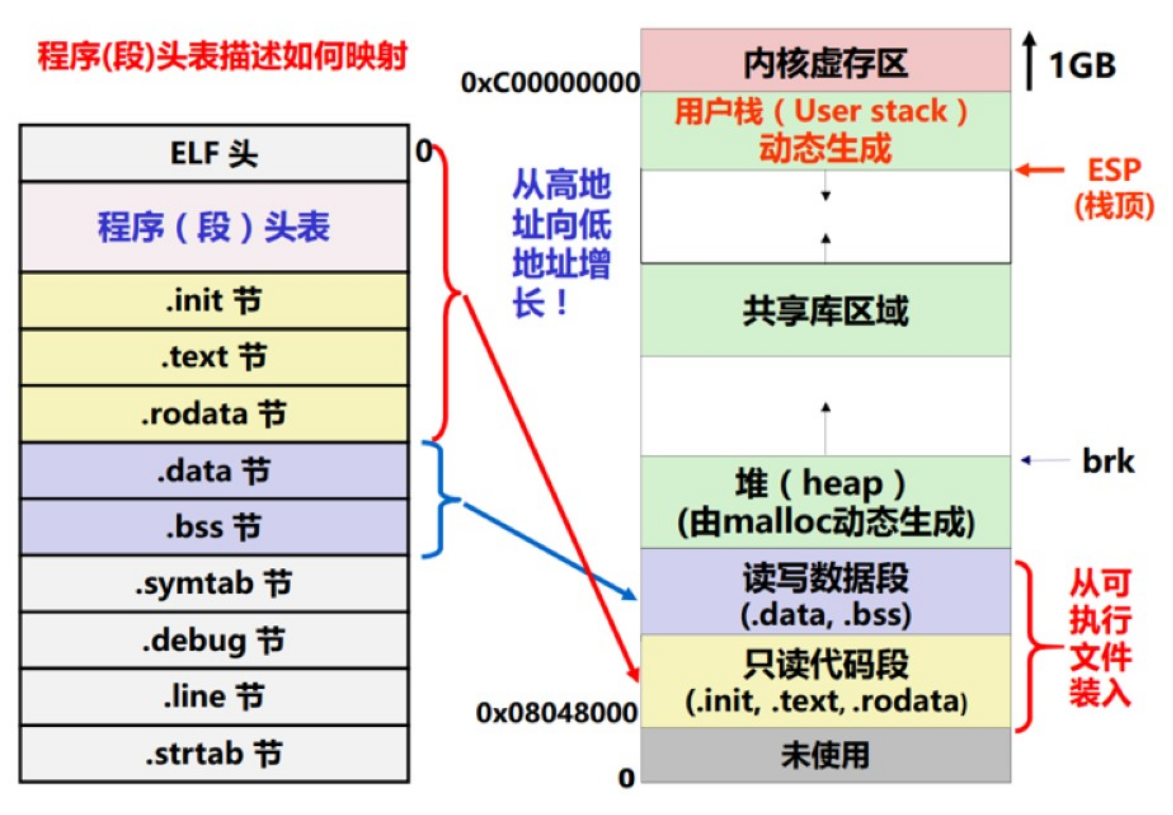 程序(段)头表描述如何映射
ELF 头
0
程序（段）头表
.init 节
.text 节
.rodata 节
.data 节
.bss 节
.symtab 节
.debug 节
.line 节
.strtab 节
从高地
址向低
地址增
长！
0xC00000000
内核虚存区
1GB
用户栈（User stack）
动态生成
ESP
(栈顶)
共享库区域
brk
堆（heap）
(由malloc动态生成)
读写数据段
(.data, .bss)
只读代码段
(.init, .text, .rodata)
0x08048000
未使用
0
从可
执行
文件
装入